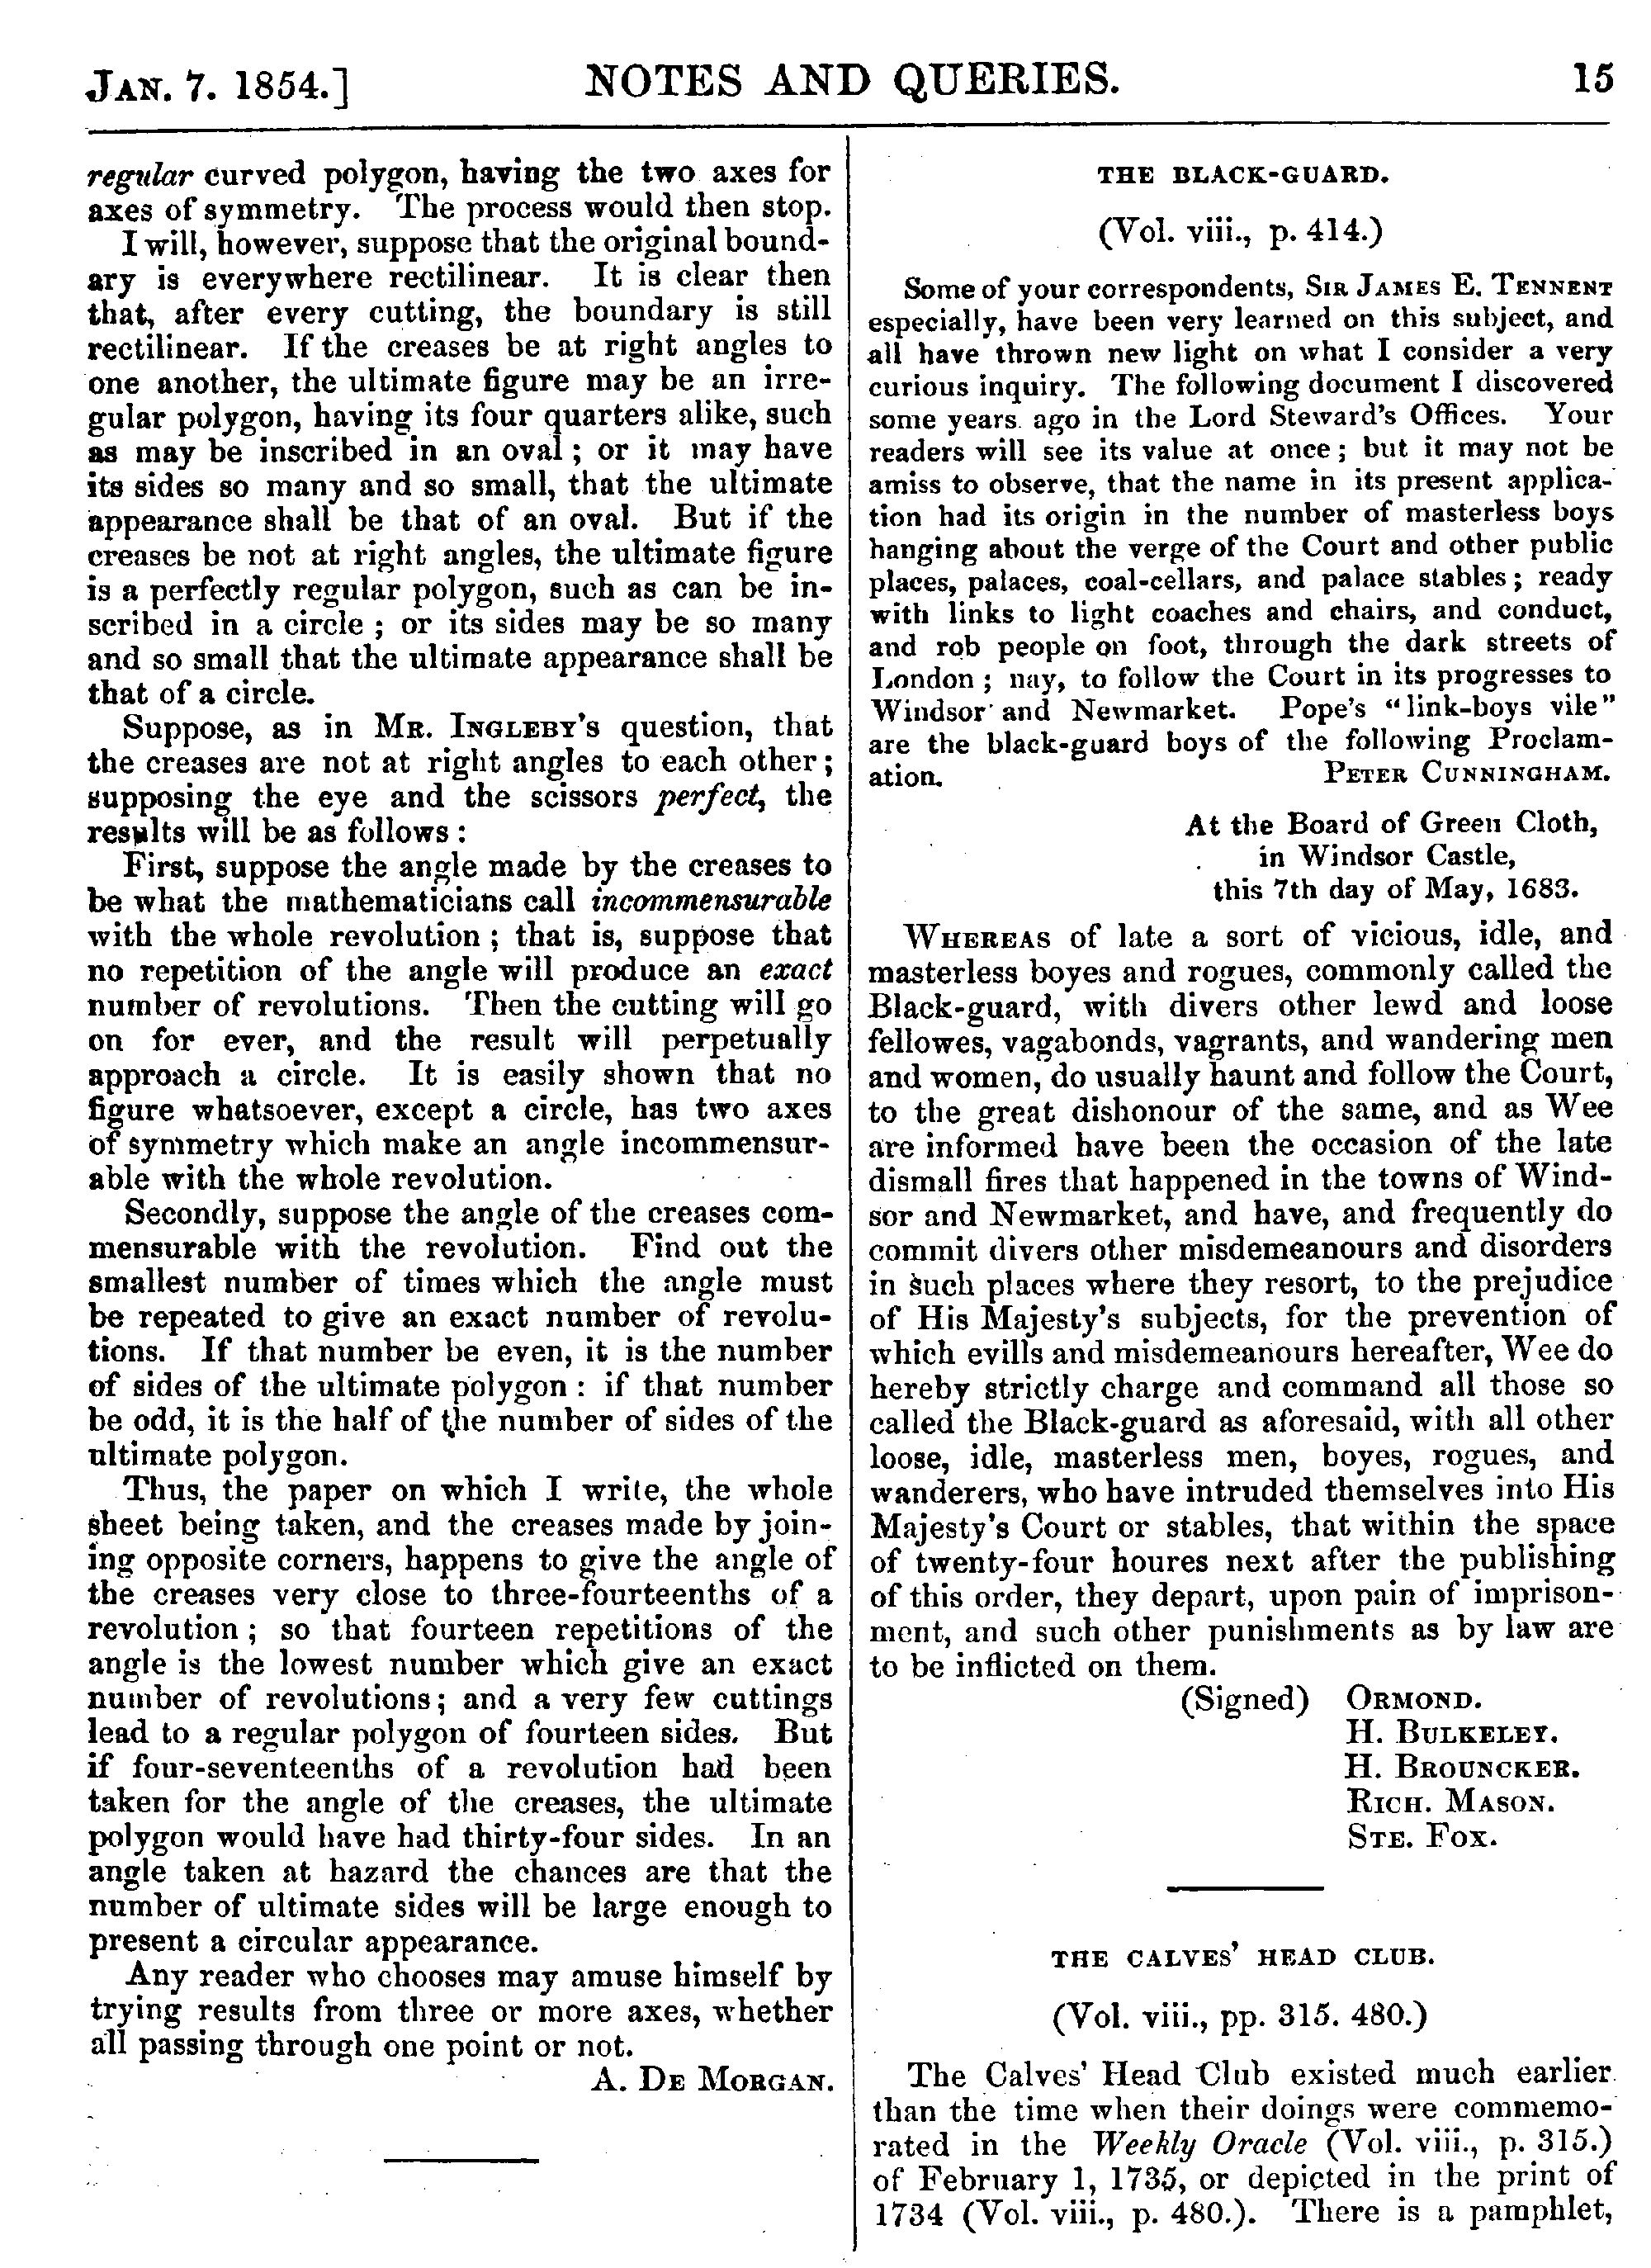 JAN. 7. 1854.]
NOTES AND QUERIES.
15
regular curved polygon, having the two axes for
axes of symmetry. The process would then stop.
I will, however, suppose that the original bound-
ary is everywhere rectilinear. It is clear then
that, after every cutting, the boundary is still
rectilinear. If the creases be at right angles to
one another, the ultimate figure may be an irre-
gular polygon, having its four quarters alike, such
as may be inscribed in an oval; or it may have
its sides so many and so small, that the ultimate
appearance shall be that of an oval. But if the
creases be not at right angles, the ultimate figure
is a perfectly regular polygon, such as can be in-
scribed in a circle; or its sides may be so many
and so small that the ultimate appearance shall be
that of a circle.
Suppose, as in MR. INGLEBY'S question, that
the creases are not at right angles to each other;
supposing the eye and the scissors perfect, the
results will be as follows:
First, suppose the angle made by the creases to
be what the mathematicians call incommensurable
with the whole revolution; that is, suppose that
no repetition of the angle will produce an exact
number of revolutions. Then the cutting will go
on for ever, and the result will perpetually
approach a circle. It is easily shown that no
figure whatsoever, except a circle, has two axes
of symmetry which make an angle incommensur-
able with the whole revolution.
Secondly, suppose the angle of the creases com-
mensurable with the revolution. Find out the
smallest number of times which the angle must
be repeated to give an exact number of revolu-
tions. If that number be even, it is the number
of sides of the ultimate polygon: if that number
be odd, it is the half of the number of sides of the
ultimate polygon.
Thus, the paper on which I write, the whole
sheet being taken, and the creases made by join-
ing opposite corners, happens to give the angle of
the creases very close to three-fourteenths of a
revolution; so that fourteen repetitions of the
angle is the lowest number which give an exact
number of revolutions; and a very few cuttings
lead to a regular polygon of fourteen sides. But
if four-seventeenths of a revolution had been
taken for the angle of the creases, the ultimate
polygon would have had thirty-four sides. In an
angle taken at hazard the chances are that the
number of ultimate sides will be large enough to
present a circular appearance.
Any reader who chooses may amuse himself by
trying results from three or more axes, whether
all passing through one point or not.
A. DE MORGAN.
THE BLACK-GUARD.
(Vol. viii., p. 414.)
Some of your correspondents, SIR JAMES E. TENNENT
especially, have been very learned on this subject, and
all have thrown new light on what I consider a very
curious inquiry. The following document I discovered
some years ago in the Lord Steward's Offices. Your
readers will see its value at once; but it may not be
amiss to observe, that the name in its present applica-
tion had its origin in the number of masterless boys
hanging about the verge of the Court and other public
places, palaces, coal-cellars, and palace stables; ready
with links to light coaches and chairs, and conduct,
and rob people on foot, through the dark streets of
London; nay, to follow the Court in its progresses to
Windsor and Newmarket. Pope's "link-boys vile"
are the black-guard boys of the following Proclam-
ation. PETER CUNNINGHAM.
At the Board of Green Cloth,
in Windsor Castle,
this 7th day of May, 1683.
WHEREAS of late a sort of vicious, idle, and
masterless boyes and rogues, commonly called the
Black-guard, with divers other lewd and loose
fellowes, vagabonds, vagrants, and wandering men
and women, do usually haunt and follow the Court,
to the great dishonour of the same, and as Wee
are informed have been the occasion of the late
dismall fires that happened in the towns of Wind-
sor and Newmarket, and have, and frequently do
commit divers other misdemeanours and disorders
in such places where they resort, to the prejudice
of His Majesty's subjects, for the prevention of
which evills and misdemeanours hereafter, Wee do
hereby strictly charge and command all those so
called the Black-guard as aforesaid, with all other
loose, idle, masterless men, boyes, rogues, and
wanderers, who have intruded themselves into His
Majesty's Court or stables, that within the space
of twenty-four houres next after the publishing
of this order, they depart, upon pain of imprison-
ment, and such other punishments as by law are
to be inflicted on them.
(Signed) ORMOND.
H. BULKELEY.
H. BROUNCKER.
RICH. MASON.
STE. FOX.
THE CALVES' HEAD CLUB.
(Vol. viii., pp. 315. 480.)
The Calves' Head Club existed much earlier
than the time when their doings were commemo-
rated in the Weekly Oracle (Vol. viii., p. 315.)
of February 1, 1735, or depicted in the print of
1734 (Vol. viii., p. 480.). There is a pamphlet,